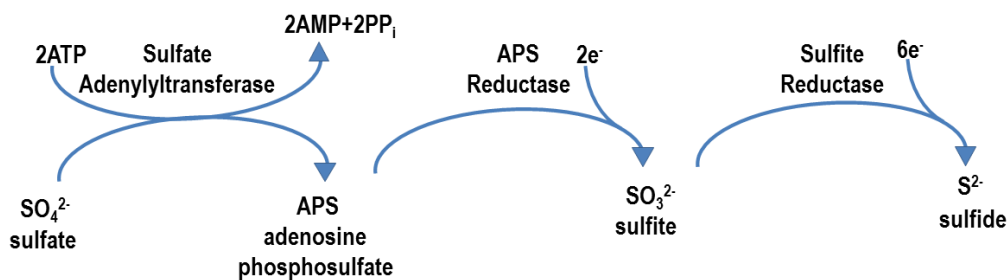 2ATP
Sulfate
Adenylyltransferase
2AMP+2PPi
APS
Reductase
2e-
Sulfite
Reductase
6e-
SO₄²⁻
sulfate
APS
adenosine
phosphosulfate
SO₃²⁻
sulfite
S²⁻
sulfide